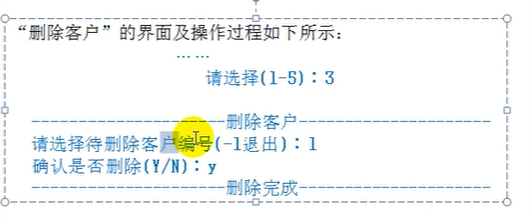 “删除客户”的界面及操作过程如下所示：
……
请选择(1-5)：3
---------------------删除客户---------------------
请选择待删除客户编号(-1退出)：1
确认是否删除(Y/N)：y
---------------------删除完成---------------------